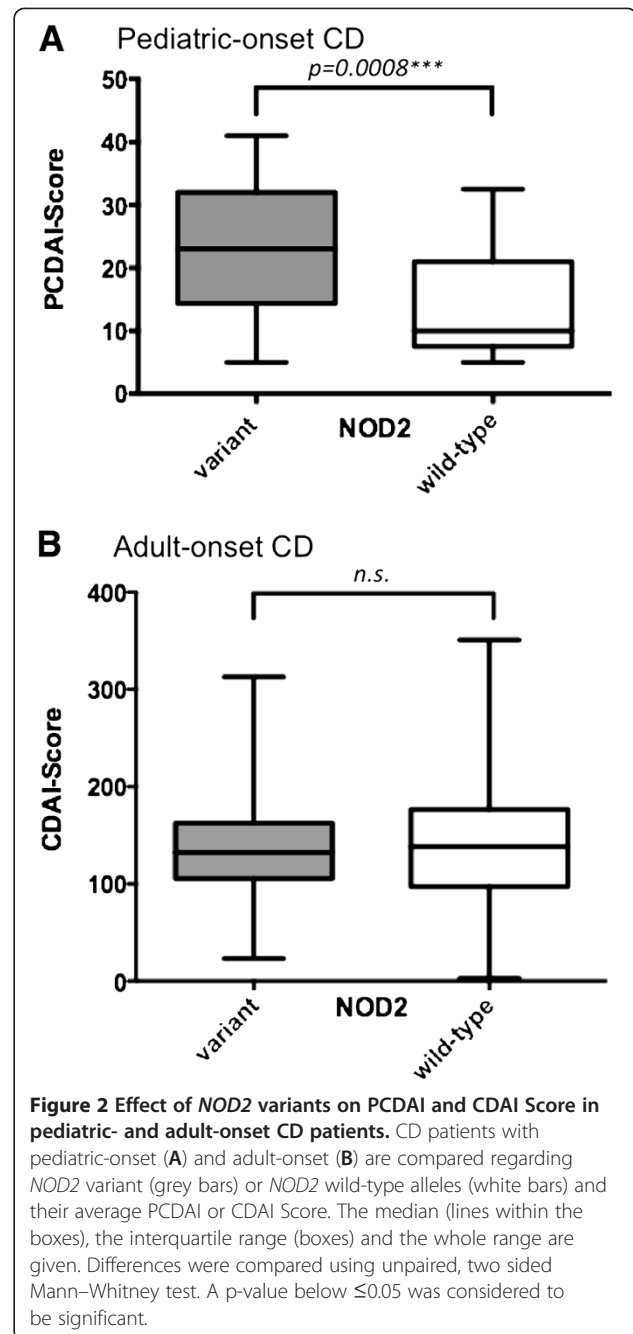 A Pediatric-onset CD
p=0.0008***
50
40
30
20
10
0
PCDAI-Score
variant
NOD2
wild-type
B Adult-onset CD
n.s.
400
300
200
100
0
CDAI-Score
variant
NOD2
wild-type
Figure 2 Effect of NOD2 variants on PCDAI and CDAI Score in
pediatric- and adult-onset CD patients. CD patients with
pediatric-onset (A) and adult-onset (B) are compared regarding
NOD2 variant (grey bars) or NOD2 wild-type alleles (white bars) and
their average PCDAI or CDAI Score. The median (lines within the
boxes), the interquartile range (boxes) and the whole range are
given. Differences were compared using unpaired, two sided
Mann–Whitney test. A p-value below ≤0.05 was considered to
be significant.